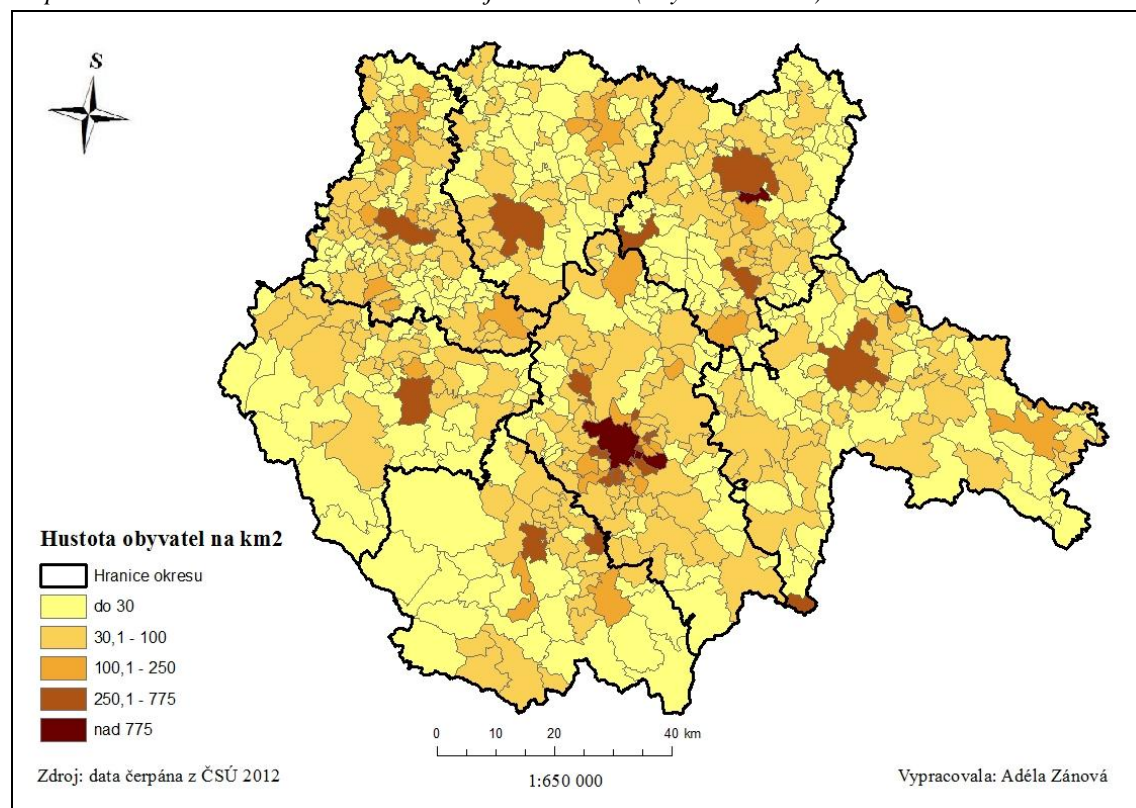 S
Hustota obyvatel na km2
Hranice okresu
do 30
30,1 - 100
100,1 - 250
250,1 - 775
nad 775
0 10 20 40 km
1:650 000
Zdroj: data čerpána z ČSÚ 2012
Vypracovala: Adéla Zánová